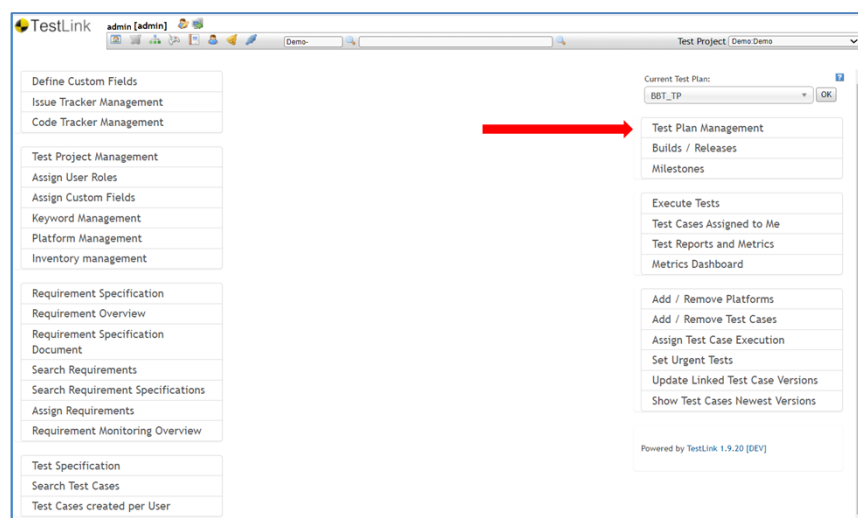 TestLink admin [admin]
Demo- Test Project Demo:Demo
Define Custom Fields
Issue Tracker Management
Code Tracker Management
Test Project Management
Assign User Roles
Assign Custom Fields
Keyword Management
Platform Management
Inventory management
Requirement Specification
Requirement Overview
Requirement Specification
Document
Search Requirements
Search Requirement Specifications
Assign Requirements
Requirement Monitoring Overview
Test Specification
Search Test Cases
Test Cases created per User
Current Test Plan: ?
BBT_TP OK
Test Plan Management
Builds / Releases
Milestones
Execute Tests
Test Cases Assigned to Me
Test Reports and Metrics
Metrics Dashboard
Add / Remove Platforms
Add / Remove Test Cases
Assign Test Case Execution
Set Urgent Tests
Update Linked Test Case Versions
Show Test Cases Newest Versions
Powered by TestLink 1.9.20 [DEV]